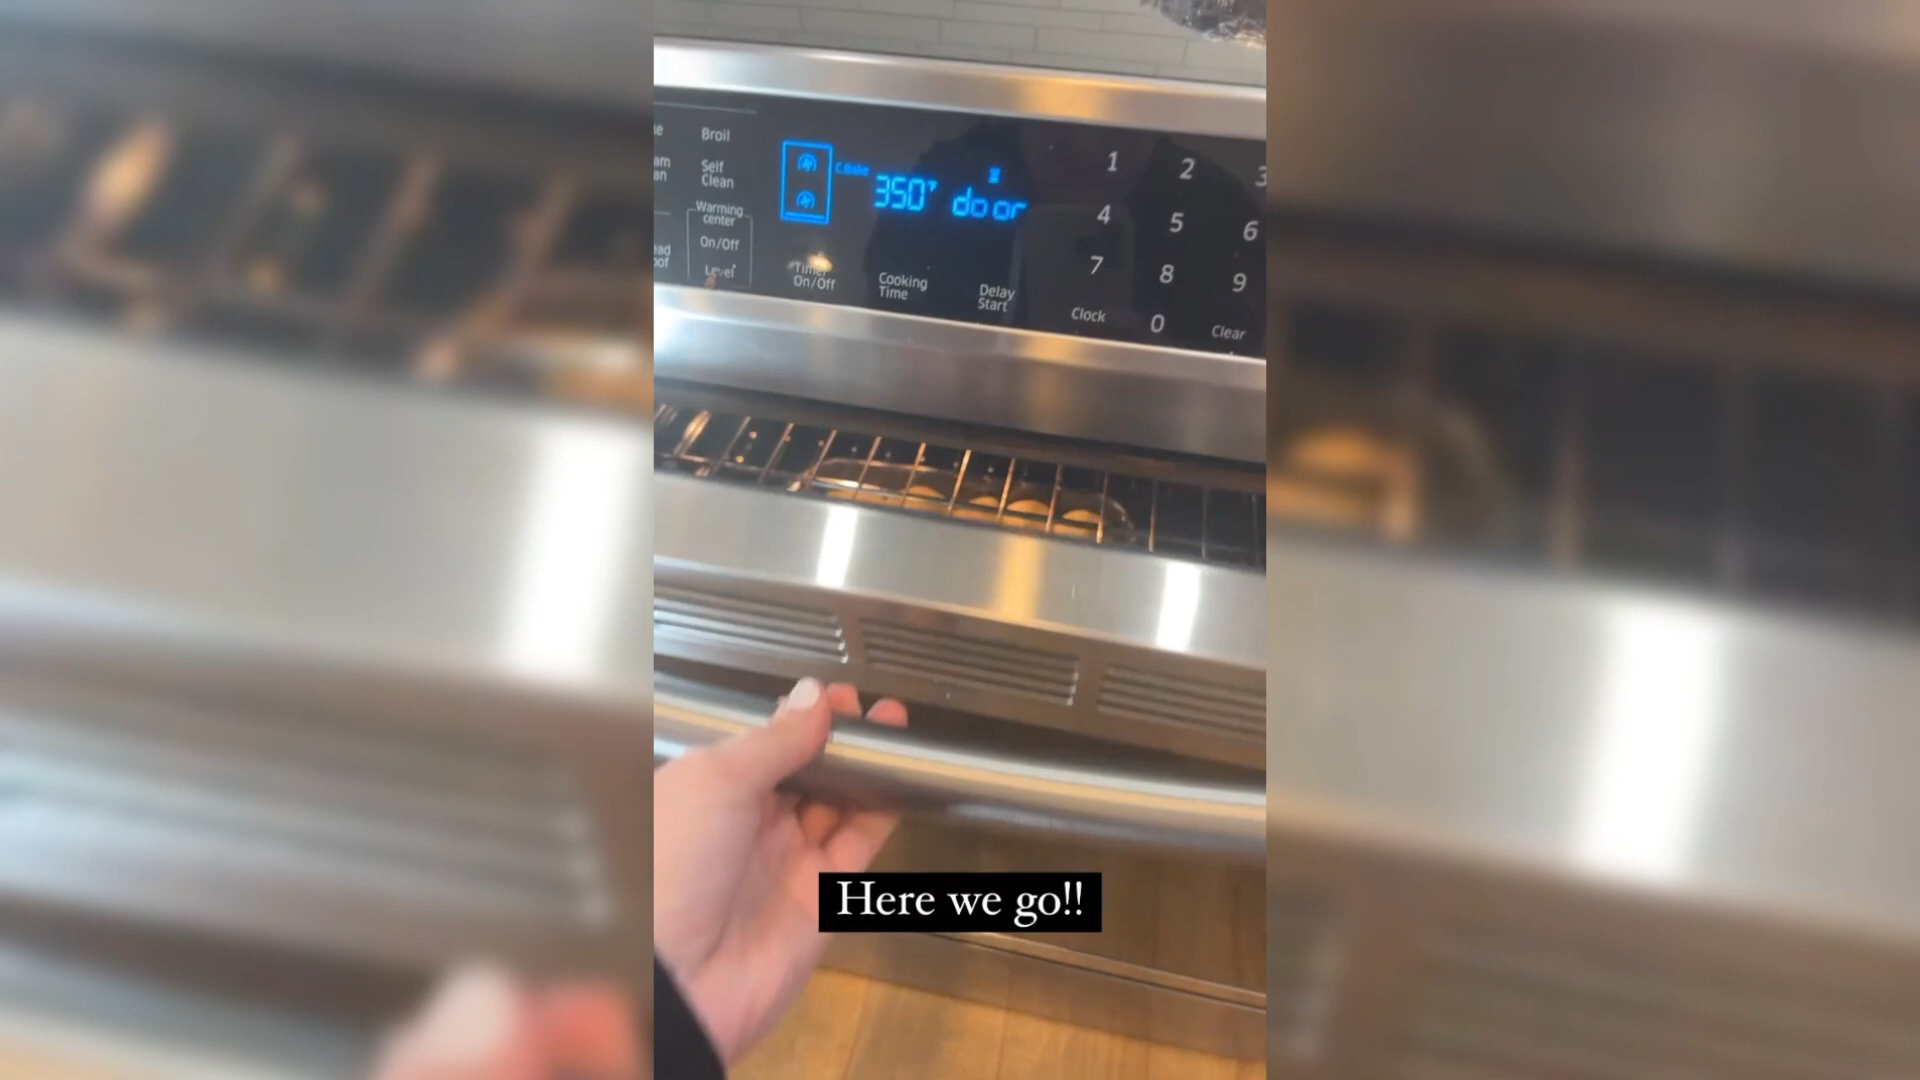 Broil
Self
Clean
Warming
center
On/Off
Level
C.Bake
350°F door
Timer
On/Off
Cooking
Time
Delay
Start
1 2 3
4 5 6
7 8 9
Clock 0 Clear
Here we go!!